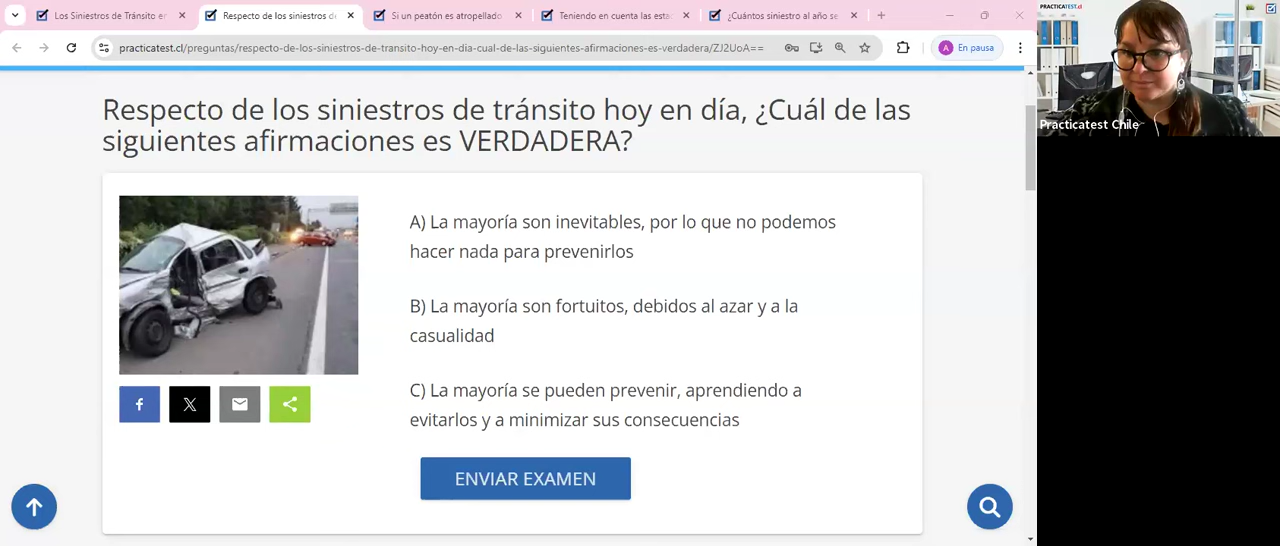 Los Siniestros de Tránsito en
Respecto de los siniestros de
Si un peatón es atropellado
Teniendo en cuenta las esta
¿Cuántos siniestro al año se
practicatest.cl/preguntas/respecto-de-los-siniestros-de-transito-hoy-en-dia-cual-de-las-siguientes-afirmaciones-es-verdadera/ZJ2UoA==
A
En pausa
PRACTICATEST.CL
Practicatest Chile
Respecto de los siniestros de tránsito hoy en día, ¿Cuál de las
siguientes afirmaciones es VERDADERA?
A) La mayoría son inevitables, por lo que no podemos
hacer nada para prevenirlos
B) La mayoría son fortuitos, debidos al azar y a la
casualidad
C) La mayoría se pueden prevenir, aprendiendo a
evitarlos y a minimizar sus consecuencias
ENVIAR EXAMEN